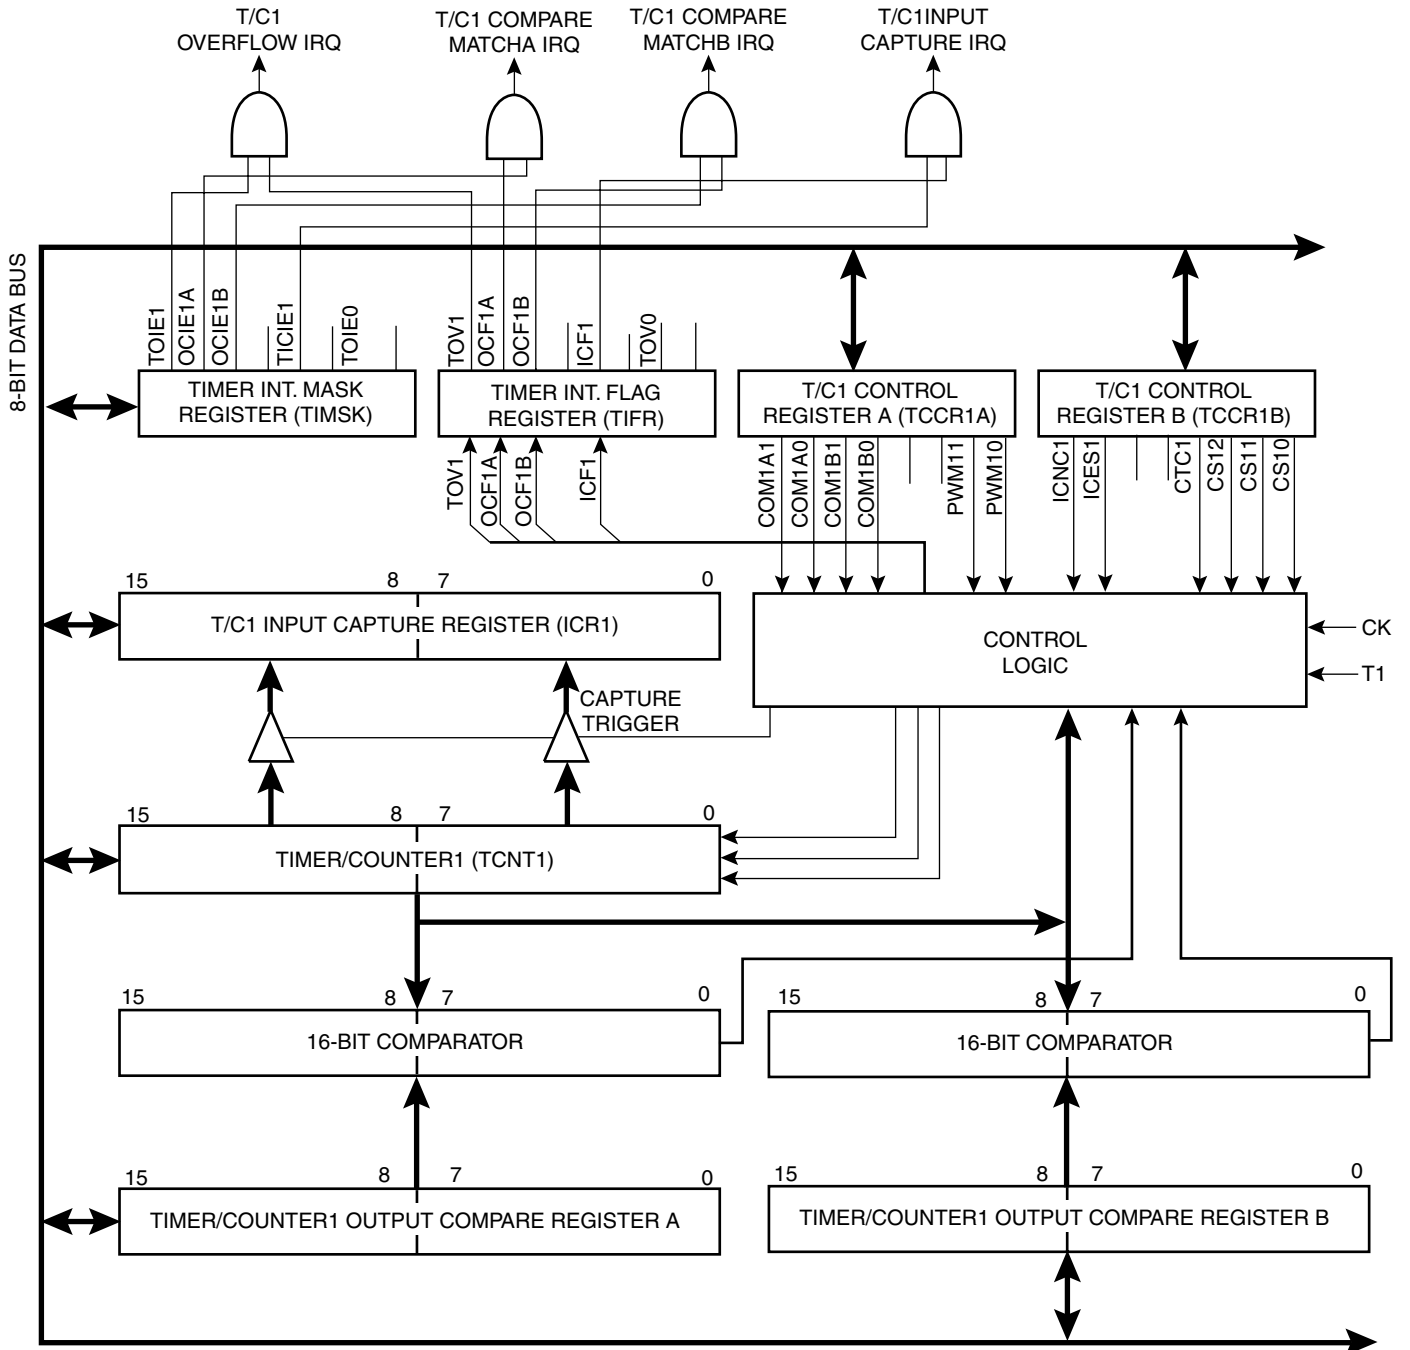 T/C1
OVERFLOW IRQ
T/C1 COMPARE
MATCHA IRQ
T/C1 COMPARE
MATCHB IRQ
T/C1INPUT
CAPTURE IRQ
8-BIT DATA BUS
TOIE1
OCIE1A
OCIE1B
TICIE1
TOIE0
TOV1
OCF1A
OCF1B
ICF1
TOV0
TIMER INT. MASK
REGISTER (TIMSK)
TIMER INT. FLAG
REGISTER (TIFR)
T/C1 CONTROL
REGISTER A (TCCR1A)
T/C1 CONTROL
REGISTER B (TCCR1B)
TOV1
OCF1A
OCF1B
ICF1
COM1A1
COM1A0
COM1B1
COM1B0
PWM11
PWM10
ICNC1
ICES1
CTC1
CS12
CS11
CS10
15 8 7 0
T/C1 INPUT CAPTURE REGISTER (ICR1)
CONTROL
LOGIC
CK
T1
CAPTURE
TRIGGER
15 8 7 0
TIMER/COUNTER1 (TCNT1)
15 8 7 0
16-BIT COMPARATOR
15 8 7 0
16-BIT COMPARATOR
15 8 7 0
TIMER/COUNTER1 OUTPUT COMPARE REGISTER A
15 8 7 0
TIMER/COUNTER1 OUTPUT COMPARE REGISTER B